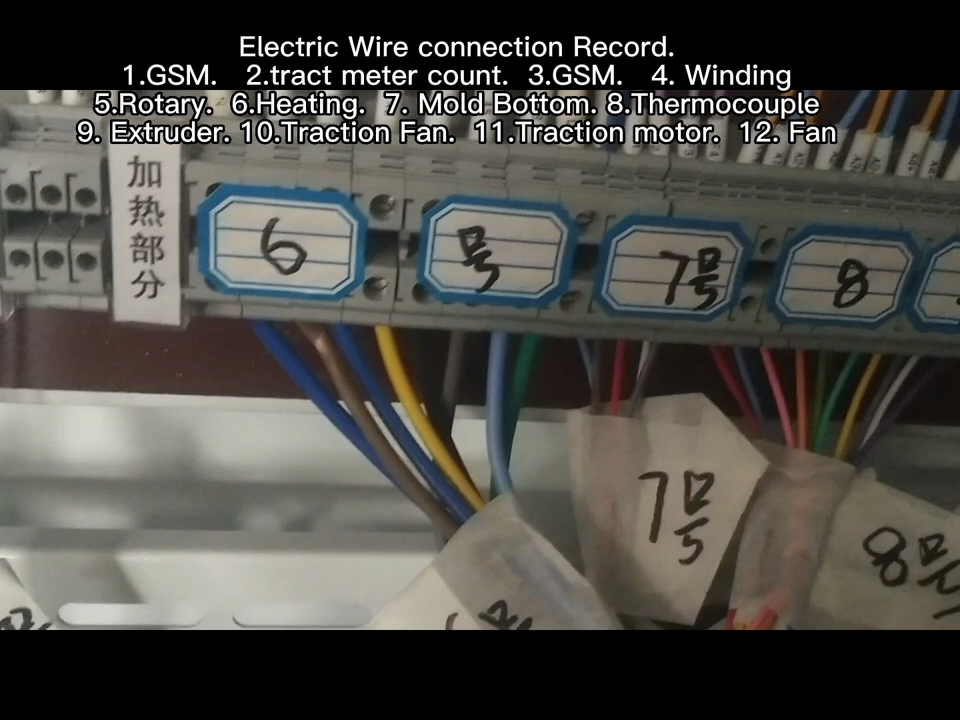 Electric Wire connection Record.
1.GSM. 2.tract meter count. 3.GSM. 4. Winding
5.Rotary. 6.Heating. 7. Mold Bottom. 8.Thermocouple
9. Extruder. 10.Traction Fan. 11.Traction motor. 12. Fan
加热部分
6
号
7号
8
7号
8号